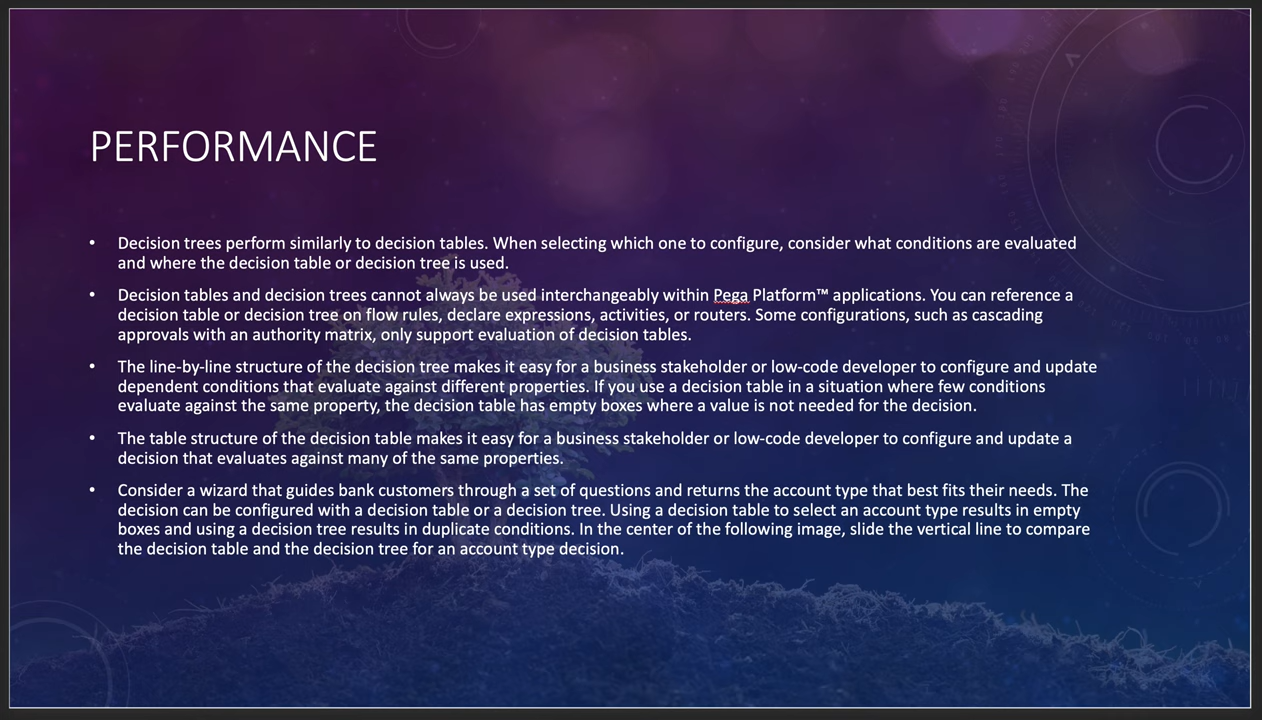 PERFORMANCE
• Decision trees perform similarly to decision tables. When selecting which one to configure, consider what conditions are evaluated
and where the decision table or decision tree is used.
• Decision tables and decision trees cannot always be used interchangeably within Pega Platform™ applications. You can reference a
decision table or decision tree on flow rules, declare expressions, activities, or routers. Some configurations, such as cascading
approvals with an authority matrix, only support evaluation of decision tables.
• The line-by-line structure of the decision tree makes it easy for a business stakeholder or low-code developer to configure and update
dependent conditions that evaluate against different properties. If you use a decision table in a situation where few conditions
evaluate against the same property, the decision table has empty boxes where a value is not needed for the decision.
• The table structure of the decision table makes it easy for a business stakeholder or low-code developer to configure and update a
decision that evaluates against many of the same properties.
• Consider a wizard that guides bank customers through a set of questions and returns the account type that best fits their needs. The
decision can be configured with a decision table or a decision tree. Using a decision table to select an account type results in empty
boxes and using a decision tree results in duplicate conditions. In the center of the following image, slide the vertical line to compare
the decision table and the decision tree for an account type decision.